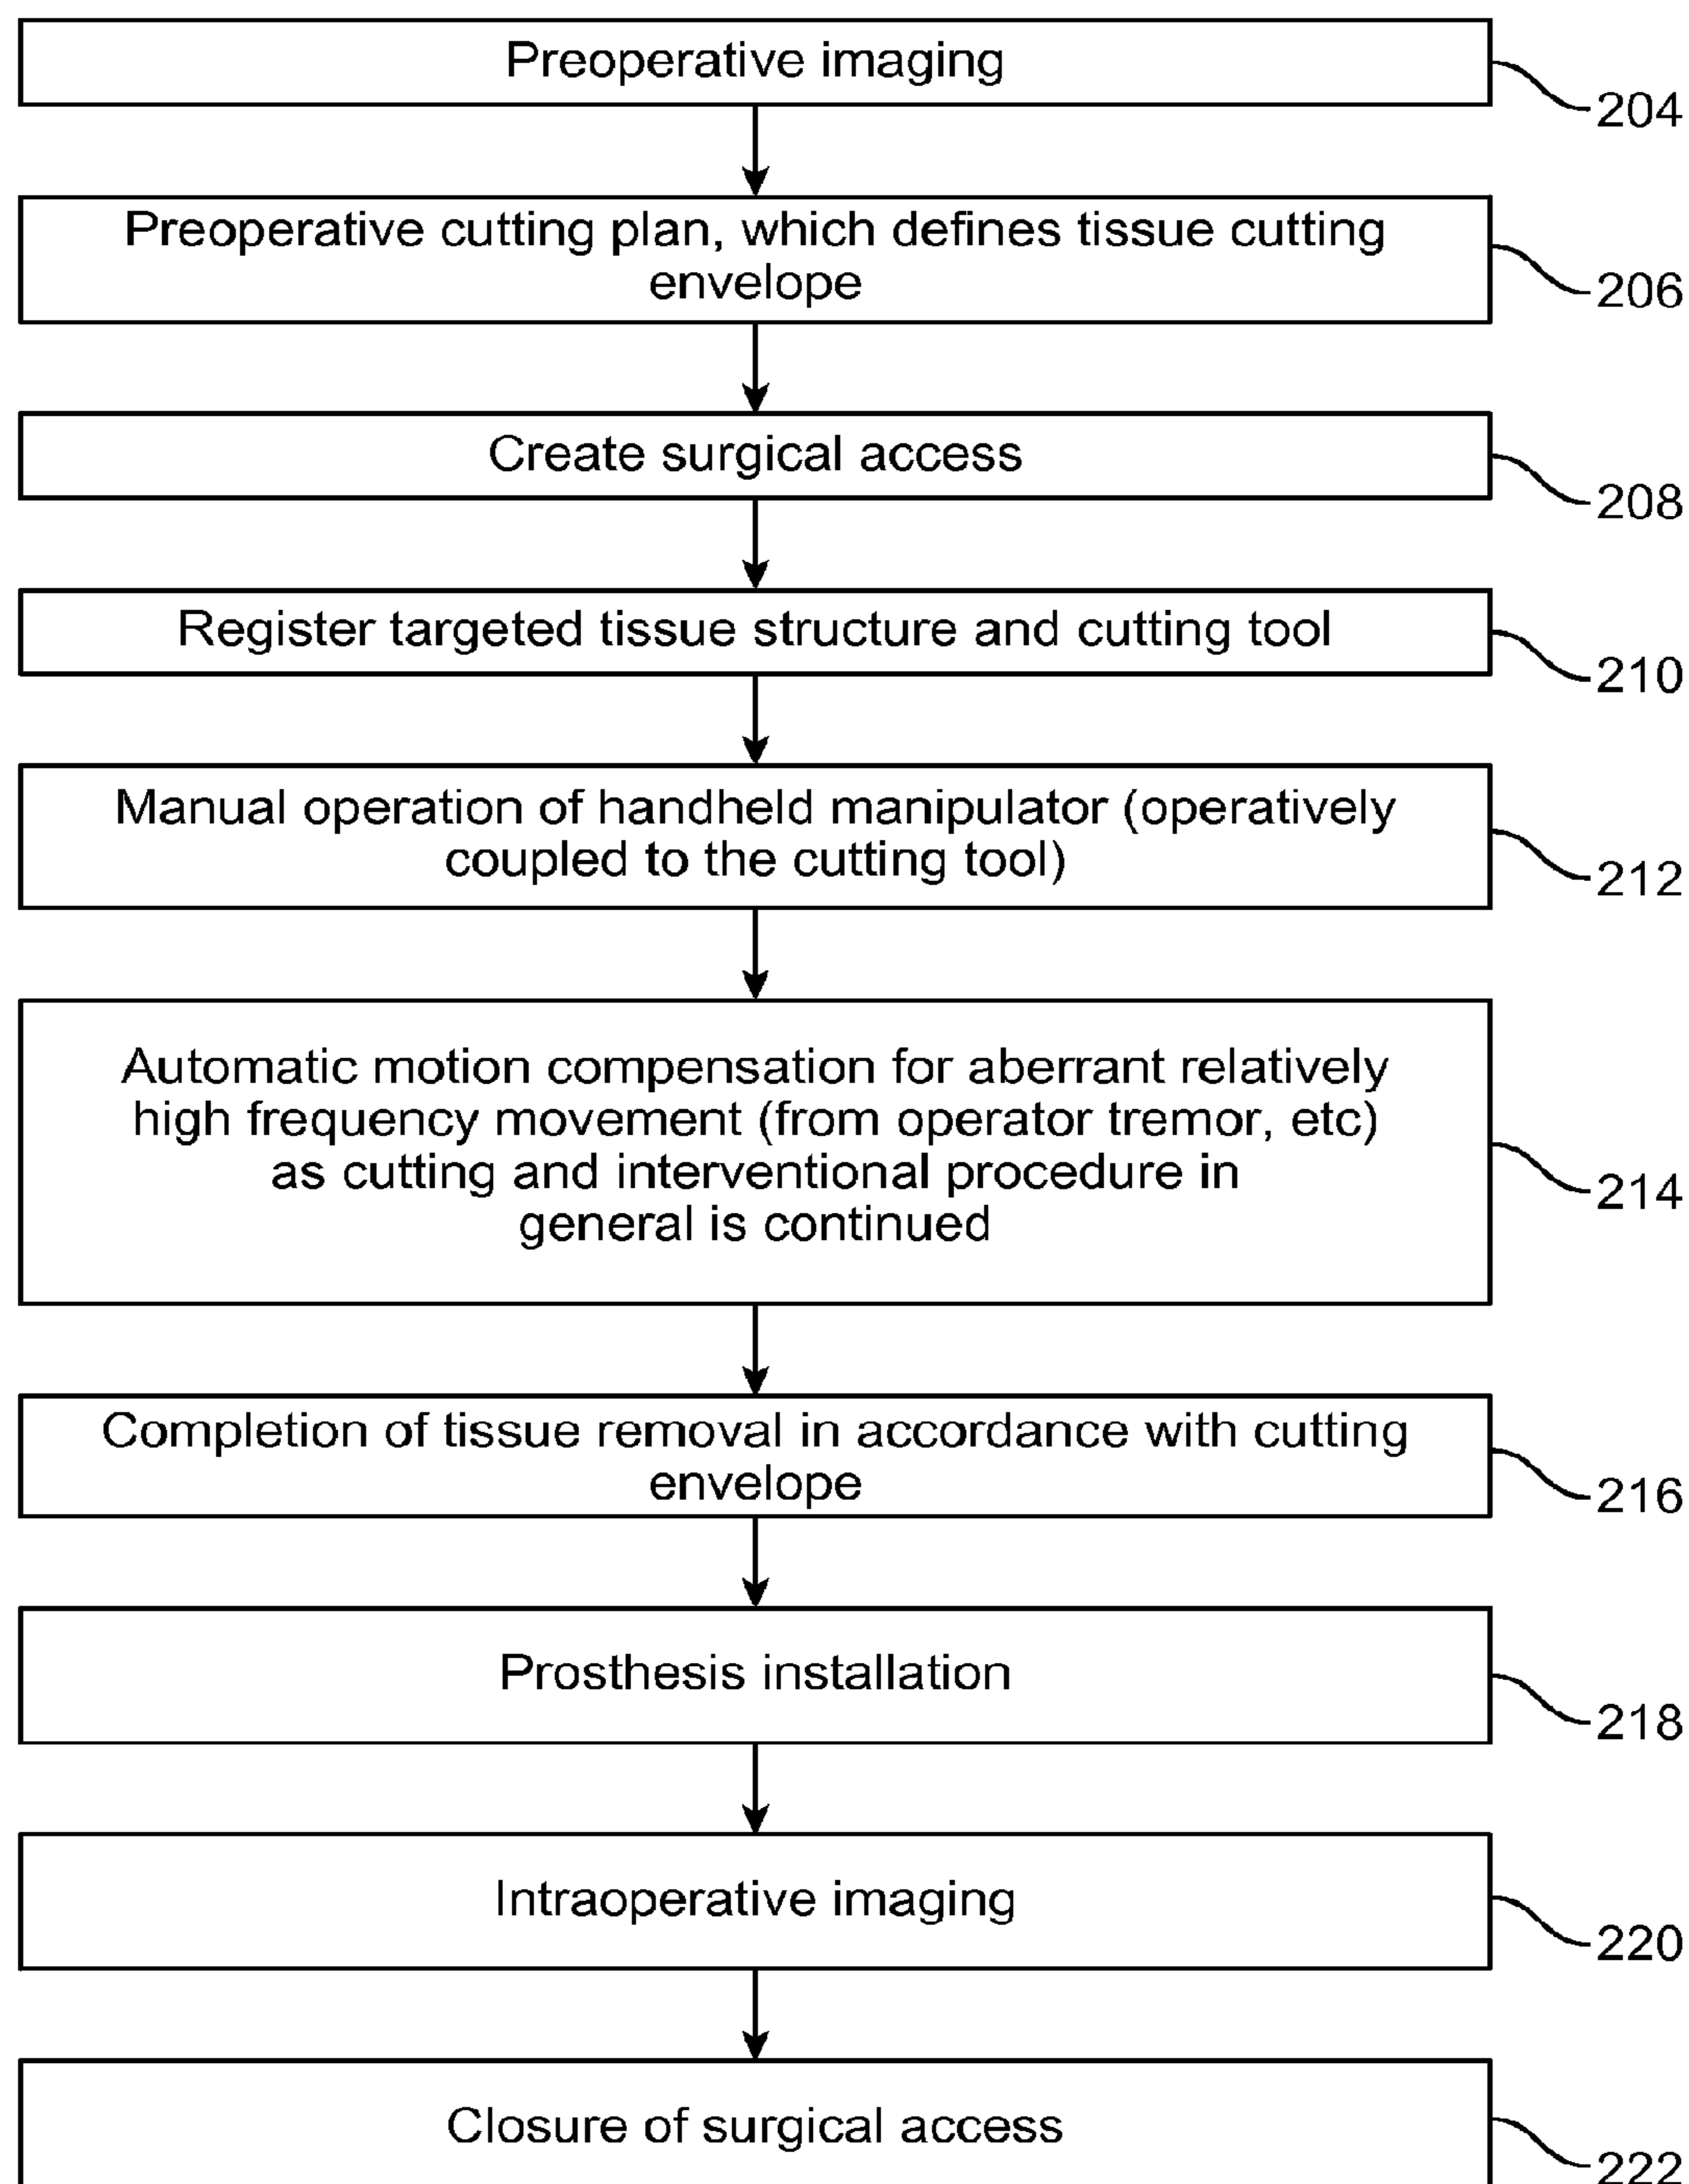 Preoperative imaging
204
Preoperative cutting plan, which defines tissue cutting
envelope
206
Create surgical access
208
Register targeted tissue structure and cutting tool
210
Manual operation of handheld manipulator (operatively
coupled to the cutting tool)
212
Automatic motion compensation for aberrant relatively
high frequency movement (from operator tremor, etc)
as cutting and interventional procedure in
general is continued
214
Completion of tissue removal in accordance with cutting
envelope
216
Prosthesis installation
218
Intraoperative imaging
220
Closure of surgical access
222